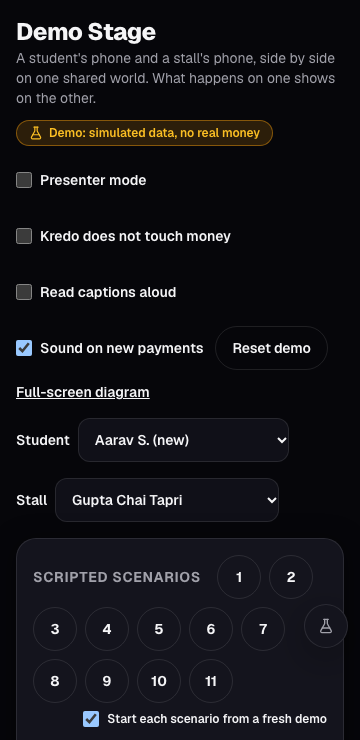 Demo Stage
A student's phone and a stall's phone, side by side
on one shared world. What happens on one shows
on the other.
Demo: simulated data, no real money
Presenter mode
Kredo does not touch money
Read captions aloud
Sound on new payments
Reset demo
Full-screen diagram
Student
Aarav S. (new)
Stall
Gupta Chai Tapri
SCRIPTED SCENARIOS 1 2
3 4 5 6 7
8 9 10 11
Start each scenario from a fresh demo